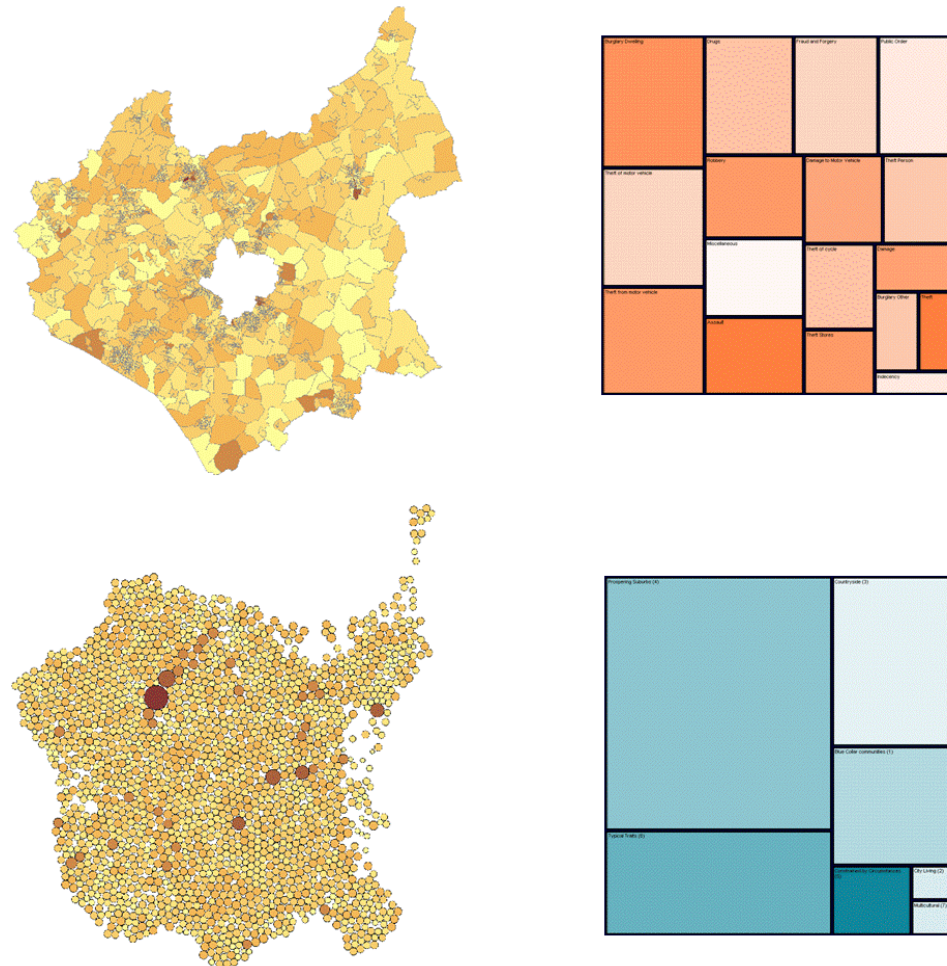 Burglary Dwelling
Drugs
Fraud and Forgery
Public Order
Theft of motor vehicle
Robbery
Damage to Motor Vehicle
Theft Person
Miscellaneous
Theft of cycle
Damage
Theft from motor vehicle
Burglary Other
Theft
Assault
Theft Stores
Indecency
Prospering Suburbs (4)
Countryside (3)
Blue Collar communities (1)
Typical Traits (6)
Constrained by Circumstances
City Living (2)
Multicultural (7)